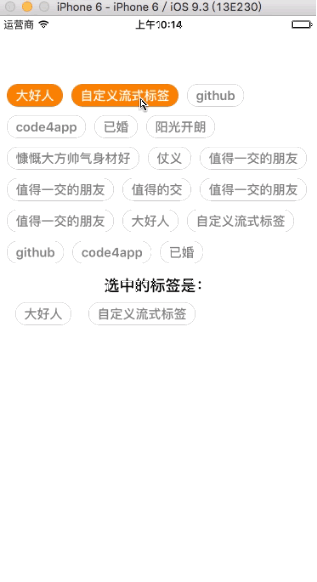 iPhone 6 - iPhone 6 / iOS 9.3 (13E230)
运营商 上午10:14
大好人 自定义流式标签 github
code4app 已婚 阳光开朗
慷慨大方帅气身材好 仗义 值得一交的朋友
值得一交的朋友 值得的交 值得一交的朋友
值得一交的朋友 大好人 自定义流式标签
github code4app 已婚
选中的标签是：
大好人 自定义流式标签